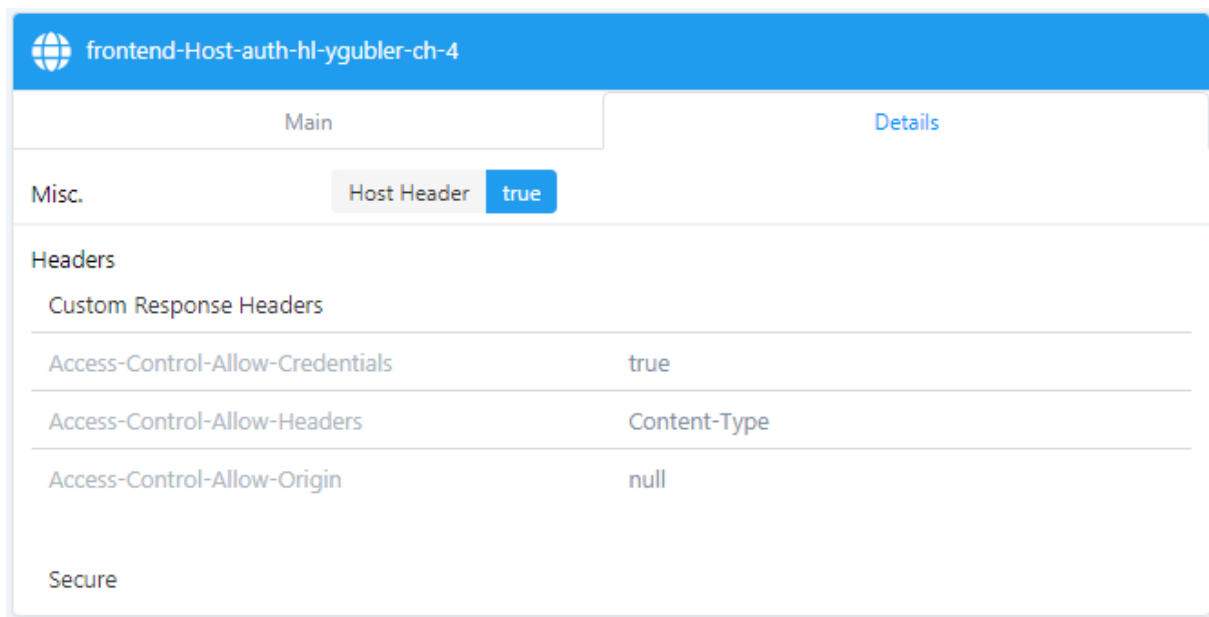 frontend-Host-auth-hl-ygubler-ch-4
Main Details
Misc. Host Header true
Headers
Custom Response Headers
Access-Control-Allow-Credentials true
Access-Control-Allow-Headers Content-Type
Access-Control-Allow-Origin null
Secure